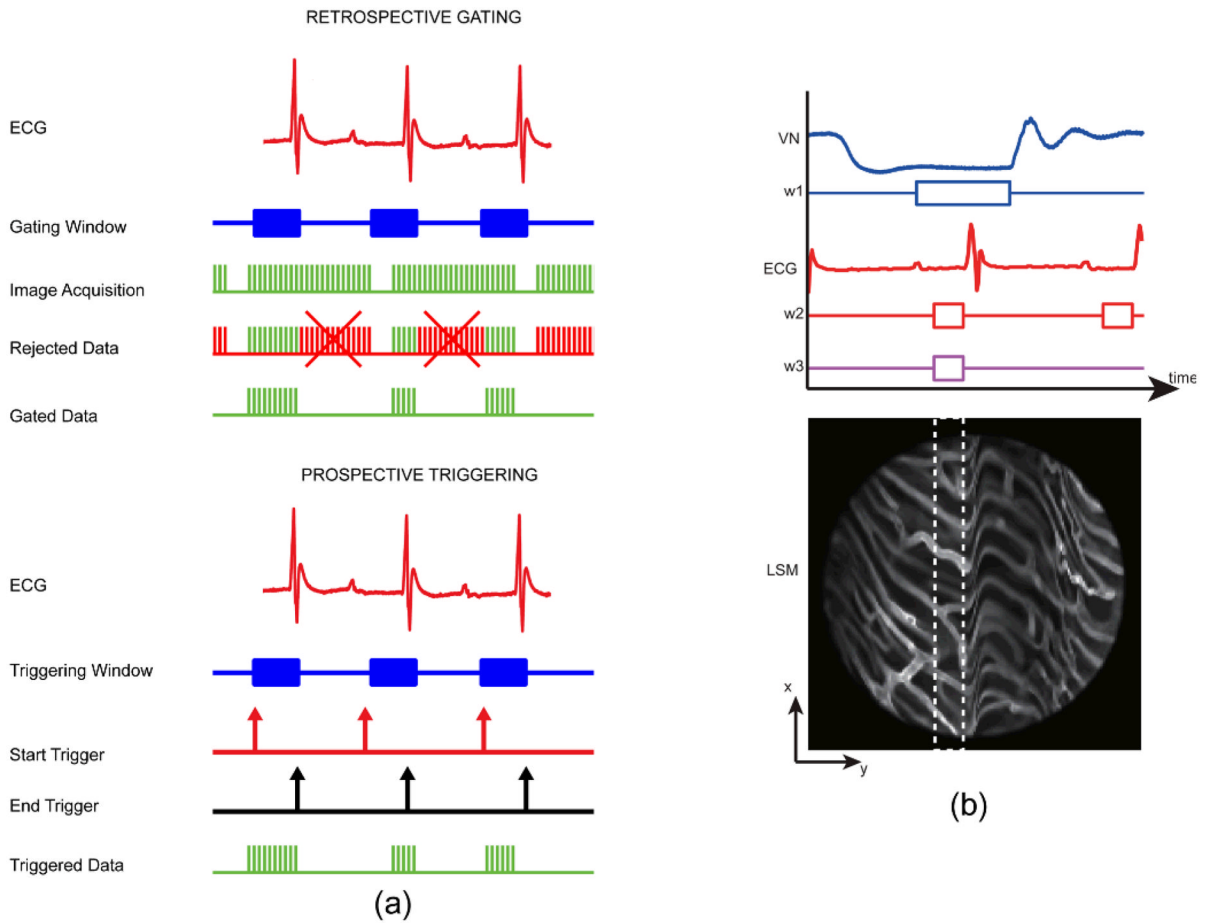 RETROSPECTIVE GATING
ECG
Gating Window
Image Acquisition
Rejected Data
Gated Data
PROSPECTIVE TRIGGERING
ECG
Triggering Window
Start Trigger
End Trigger
Triggered Data
(a)
VN
w1
ECG
w2
w3
time
LSM
x
y
(b)